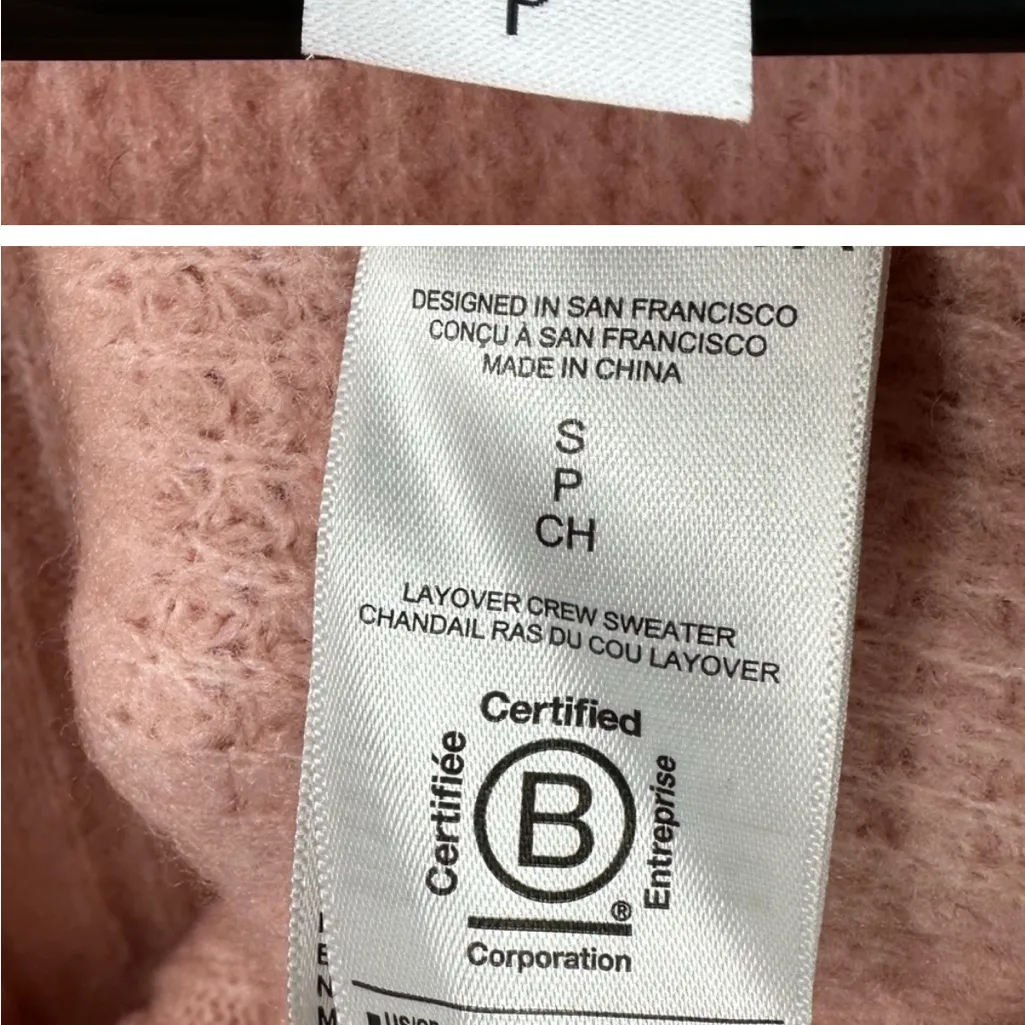 P
DESIGNED IN SAN FRANCISCO
CONÇU À SAN FRANCISCO
MADE IN CHINA
S
P
CH
LAYOVER CREW SWEATER
CHANDAIL RAS DU COU LAYOVER
Certified
Certifiée
B
Entreprise
®
Corporation
E
N
M